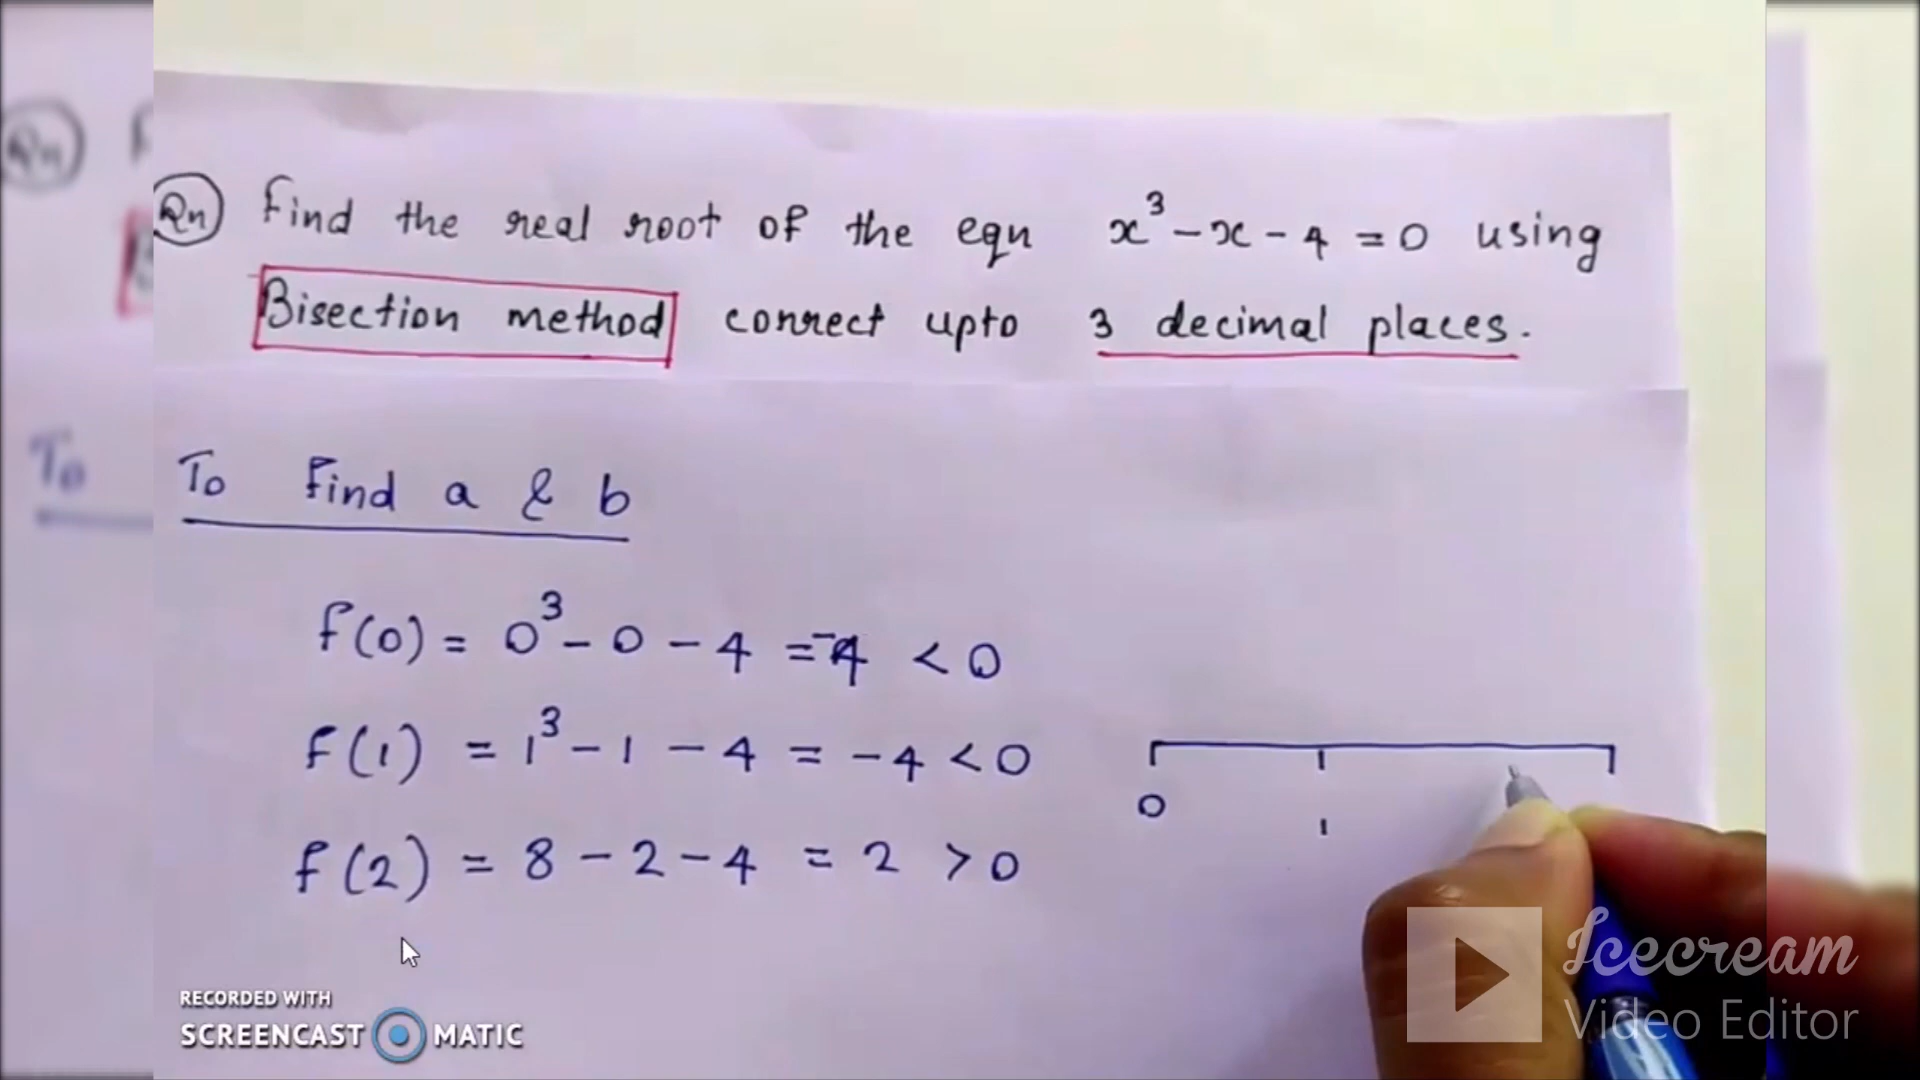 Qn Find the real root of the equ x³ - x - 4 = 0 using
Bisection method correct upto 3 decimal places.
To Find a & b
f(0) = 0³ - 0 - 4 = -4 < 0
f(1) = 1³ - 1 - 4 = -4 < 0
f(2) = 8 - 2 - 4 = 2 > 0
0 1
RECORDED WITH
SCREENCAST MATIC
Icecream
Video Editor